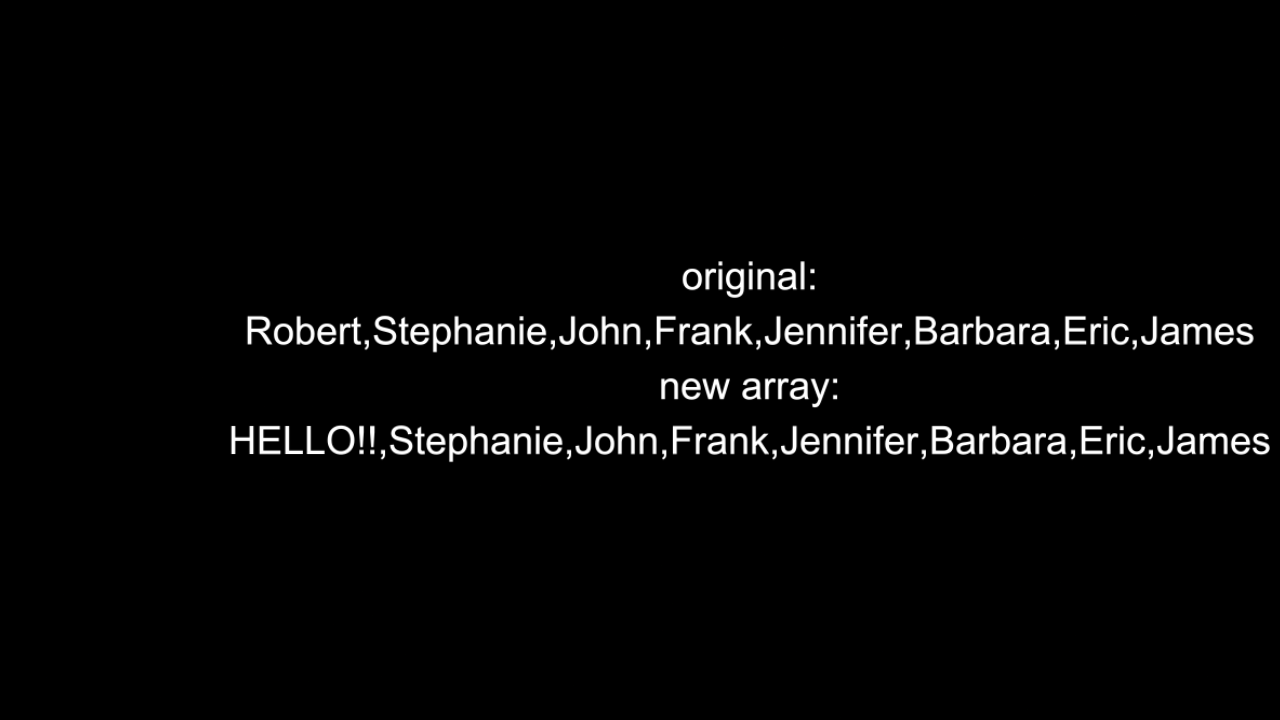 original:
Robert,Stephanie,John,Frank,Jennifer,Barbara,Eric,James
new array:
HELLO!!,Stephanie,John,Frank,Jennifer,Barbara,Eric,James